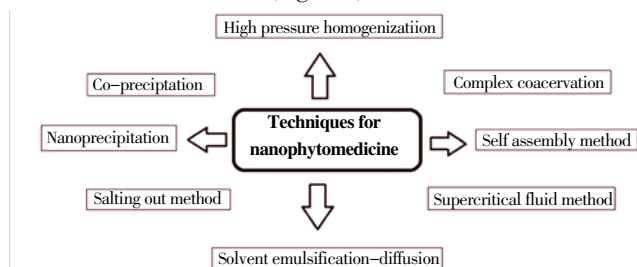 High pressure homogenizatiion
Co-preciptation
Complex coacervation
Techniques for
nanophytomedicine
Nanoprecipitation
Self assembly method
Salting out method
Supercritical fluid method
Solvent emulsification-diffusion